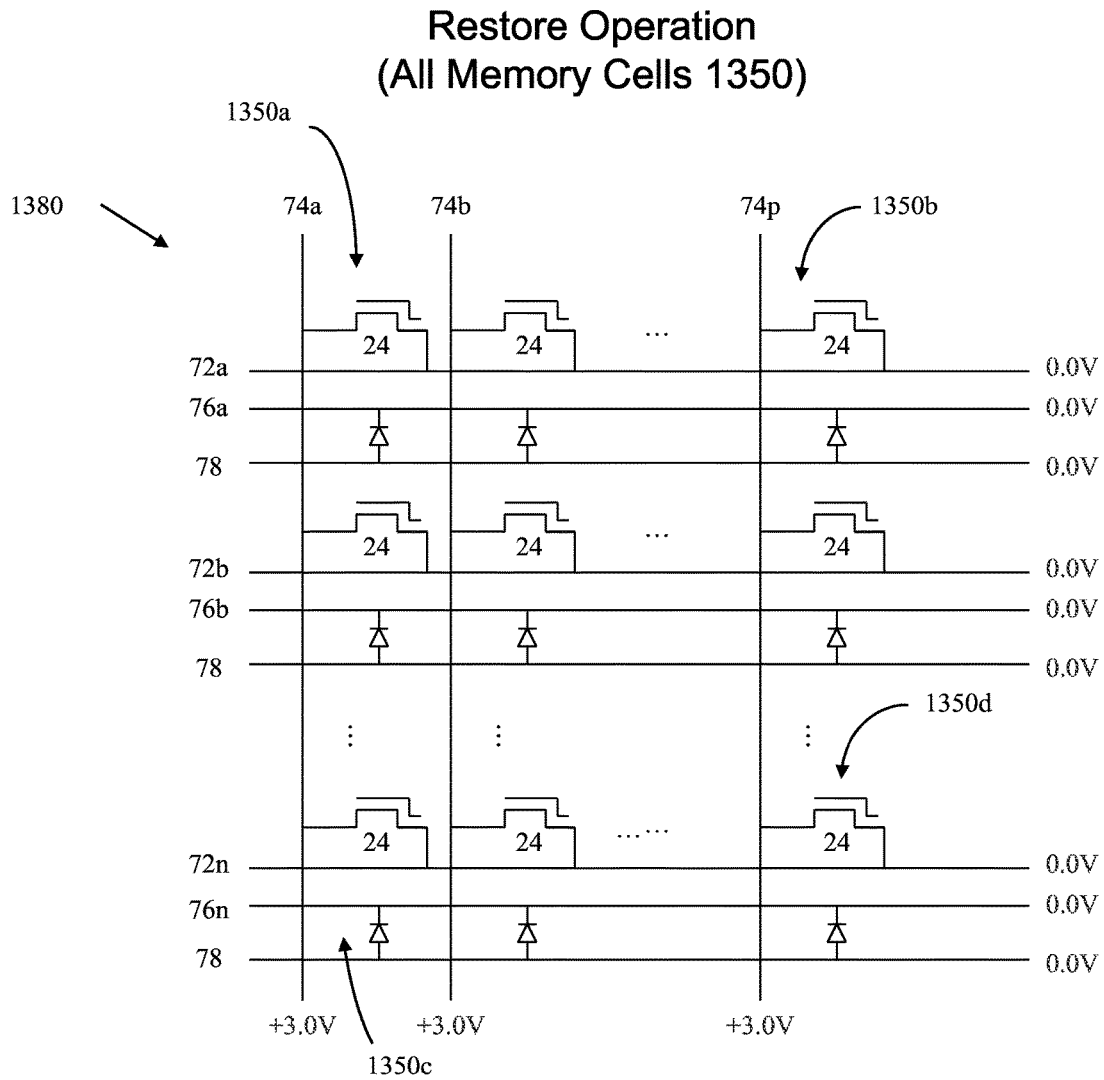 Restore Operation
(All Memory Cells 1350)
1350a
1380 74a 74b 74p 1350b
24 24 ... 24
72a 0.0V
76a 0.0V
78 0.0V
24 24 ... 24
72b 0.0V
76b 0.0V
78 0.0V
1350d
⋮ ⋮ ⋮
24 24 ...... 24
72n 0.0V
76n 0.0V
78 0.0V
+3.0V +3.0V +3.0V
1350c